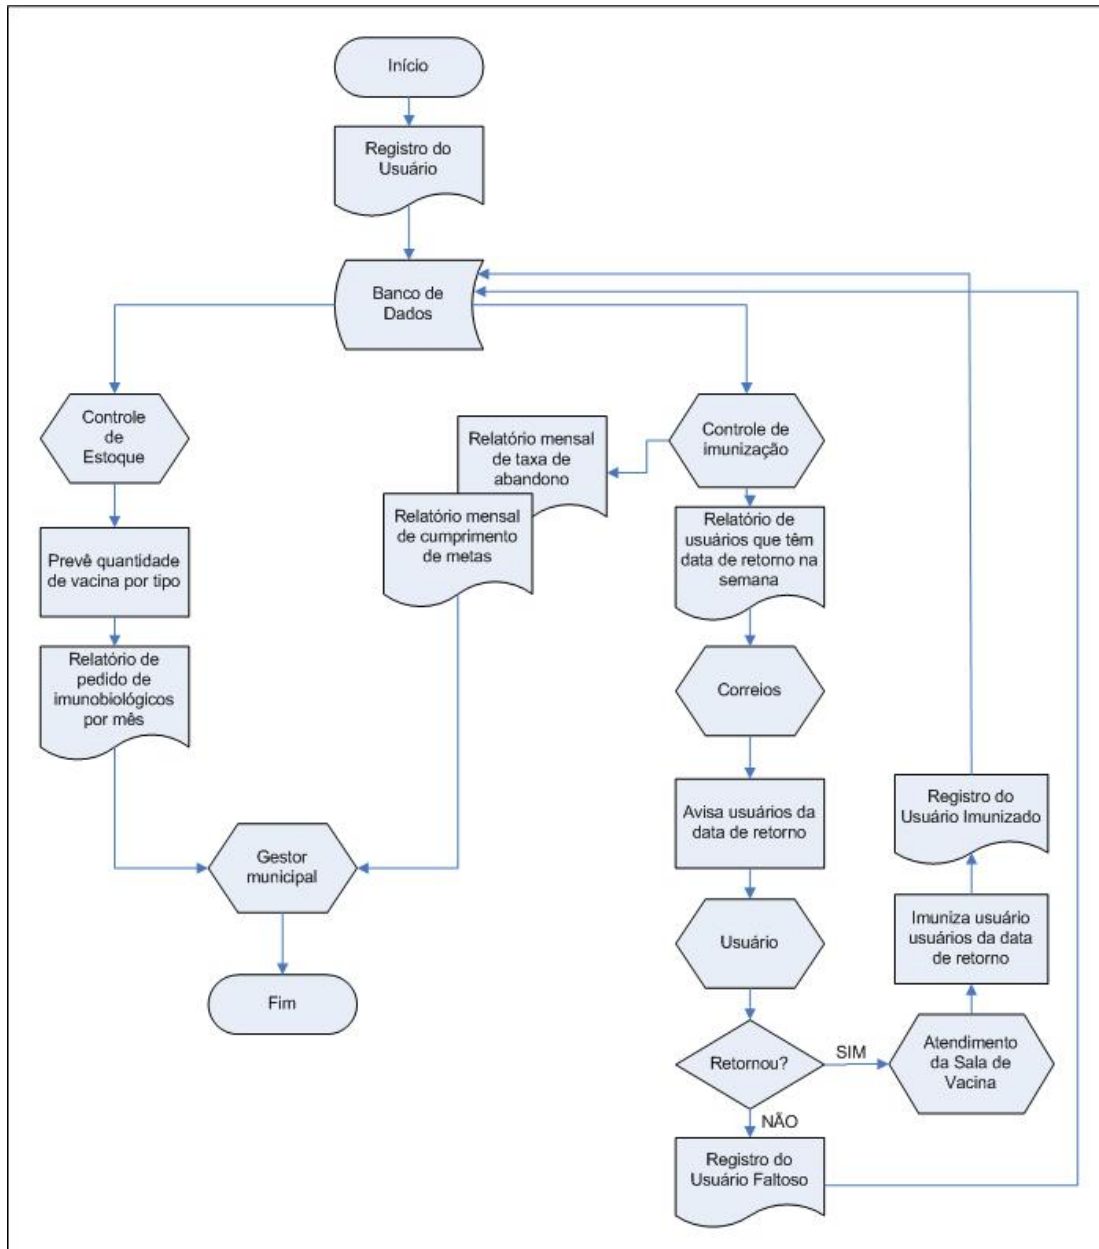 Início
Registro do
Usuário
Banco de
Dados
Controle
de
Estoque
Prevê quantidade
de vacina por tipo
Relatório de
pedido de
imunobiológicos
por mês
Relatório mensal
de taxa de
abandono
Relatório mensal
de cumprimento
de metas
Gestor
municipal
Fim
Controle de
imunização
Relatório de
usuários que têm
data de retorno na
semana
Correios
Avisa usuários da
data de retorno
Usuário
Retornou?
SIM
NÃO
Registro do
Usuário Faltoso
Atendimento
da Sala de
Vacina
Imuniza usuário
usuários da data
de retorno
Registro do
Usuário Imunizado